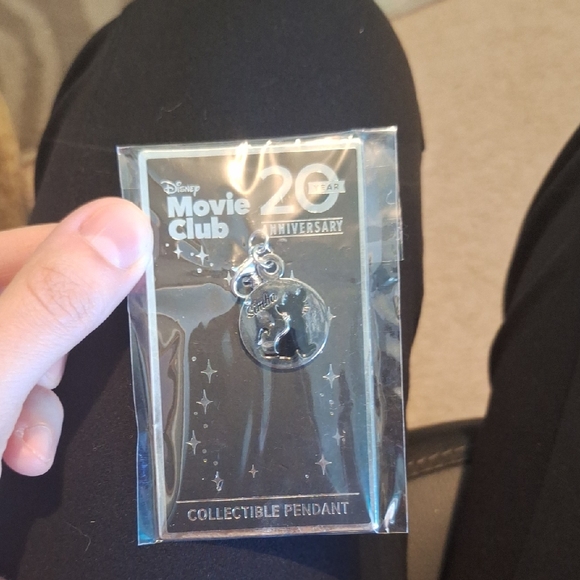 Disney
Movie
Club
20
YEAR
ANNIVERSARY
COLLECTIBLE PENDANT